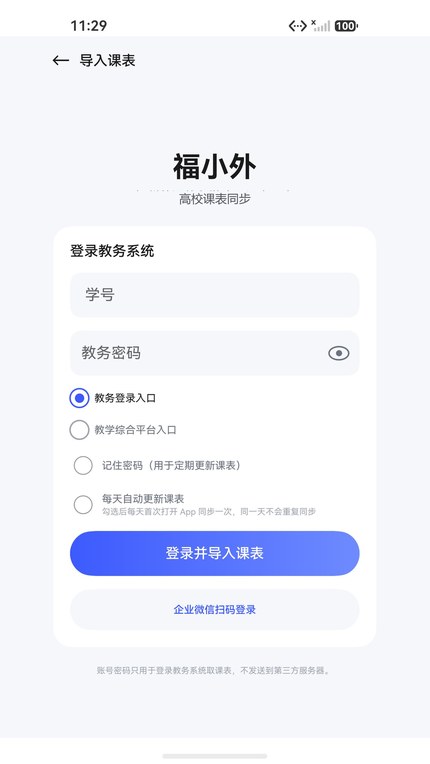 11:29
100
导入课表
福小外
高校课表同步
登录教务系统
学号
教务密码
教务登录入口
教学综合平台入口
记住密码（用于定期更新课表）
每天自动更新课表
勾选后每天首次打开 App 同步一次，同一天不会重复同步
登录并导入课表
企业微信扫码登录
账号密码只用于登录教务系统取课表，不发送到第三方服务器。